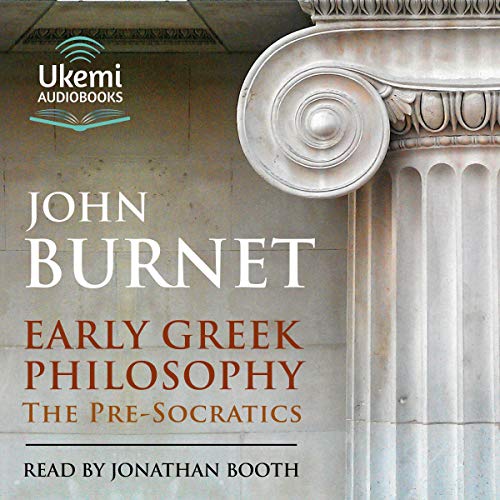 Ukemi
AUDIOBOOKS
JOHN
BURNET
EARLY GREEK
PHILOSOPHY
THE PRE-SOCRATICS
READ BY JONATHAN BOOTH